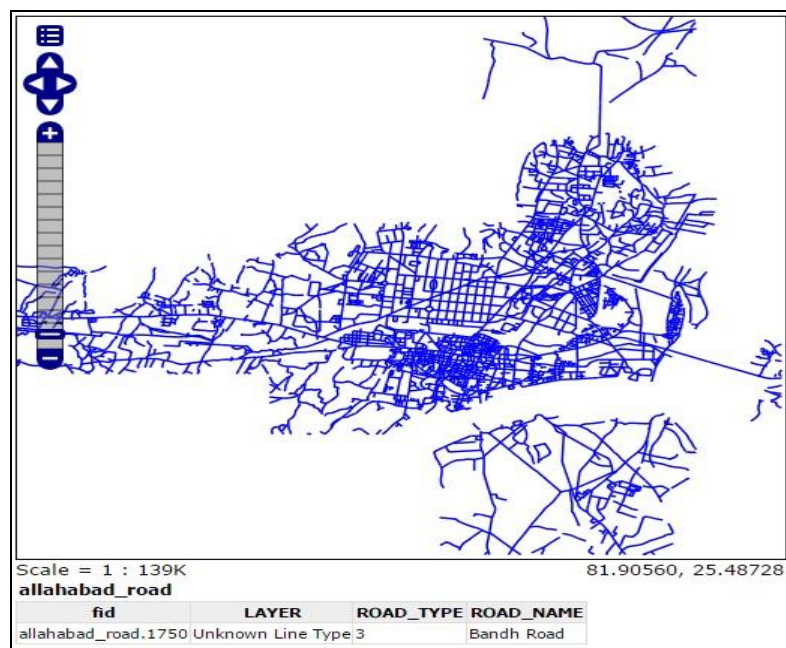 Scale = 1 : 139K 81.90560, 25.48728
allahabad_road
fid LAYER ROAD_TYPE ROAD_NAME
allahabad_road.1750 Unknown Line Type 3 Bandh Road